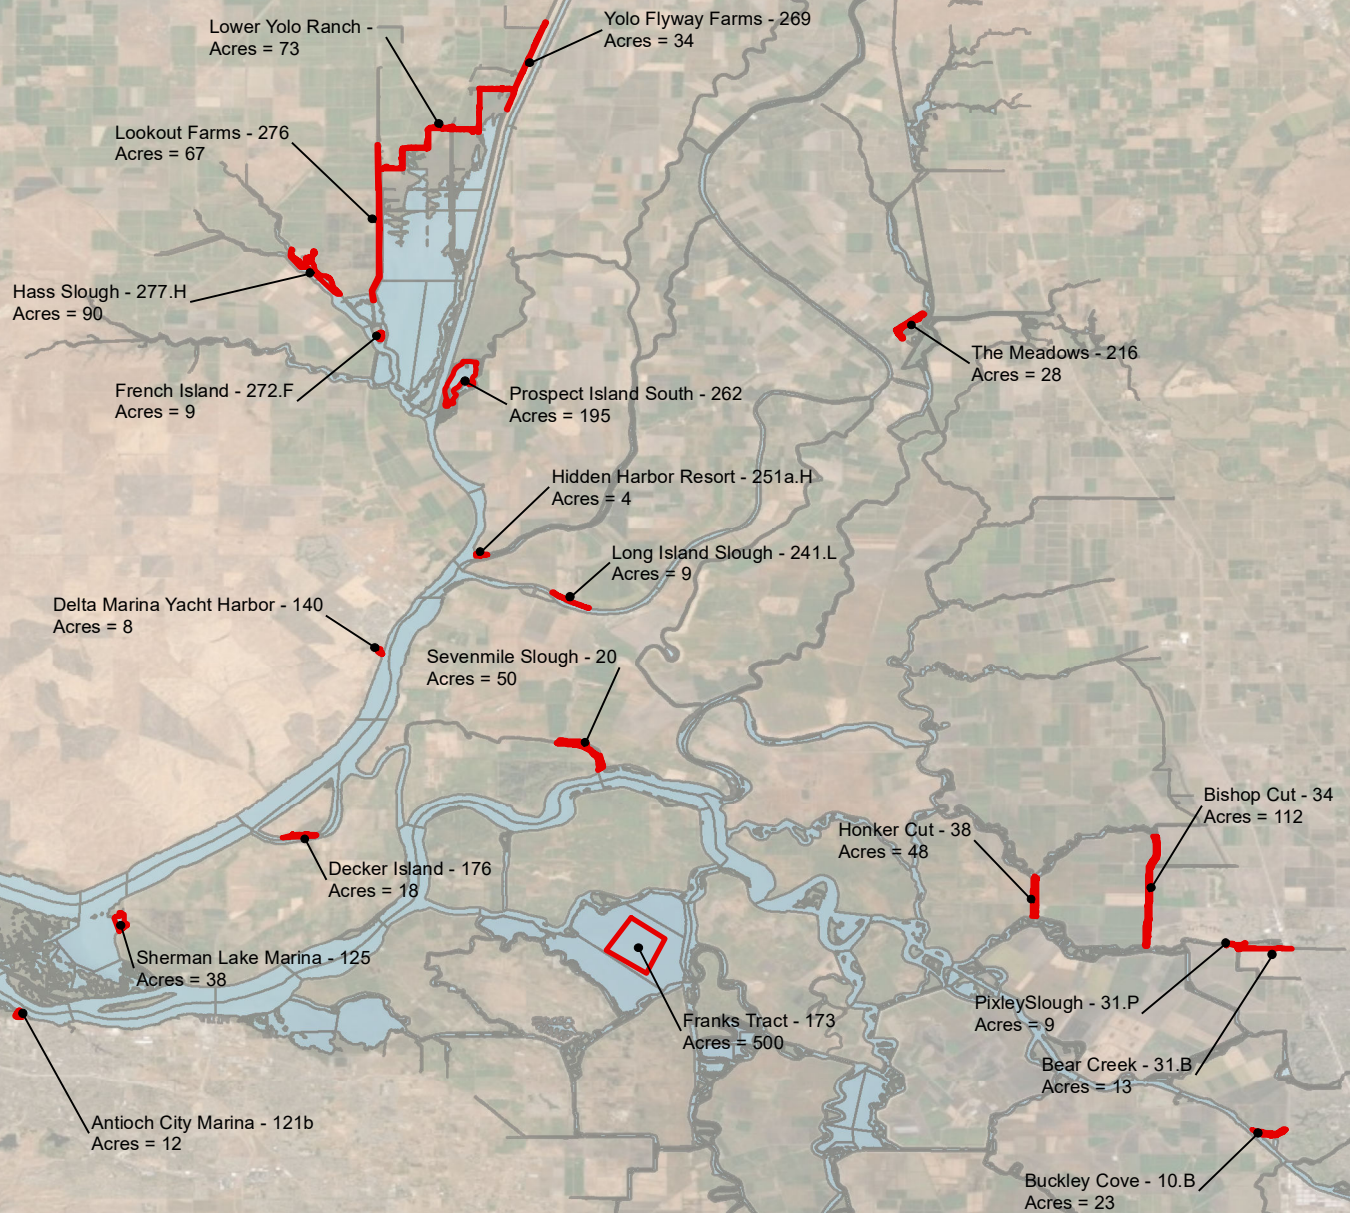 Lower Yolo Ranch -
Acres = 73
Yolo Flyway Farms - 269
Acres = 34
Lookout Farms - 276
Acres = 67
Hass Slough - 277.H
Acres = 90
The Meadows - 216
Acres = 28
French Island - 272.F
Acres = 9
Prospect Island South - 262
Acres = 195
Hidden Harbor Resort - 251a.H
Acres = 4
Long Island Slough - 241.L
Acres = 9
Delta Marina Yacht Harbor - 140
Acres = 8
Sevenmile Slough - 20
Acres = 50
Bishop Cut - 34
Acres = 112
Honker Cut - 38
Acres = 48
Decker Island - 176
Acres = 18
Sherman Lake Marina - 125
Acres = 38
PixleySlough - 31.P
Acres = 9
Franks Tract - 173
Acres = 500
Bear Creek - 31.B
Acres = 13
Antioch City Marina - 121b
Acres = 12
Buckley Cove - 10.B
Acres = 23